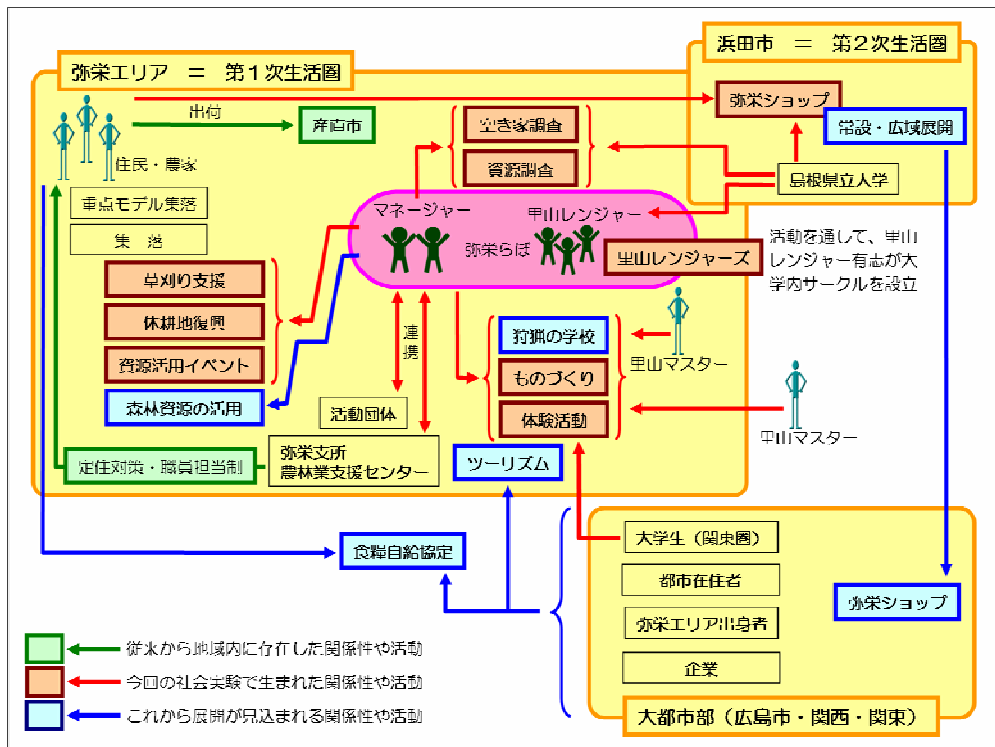 浜田市 ＝ 第２次生活圏
弥栄エリア ＝ 第１次生活圏
弥栄ショップ
常設・広域展開
島根県立大学
出荷
産直市
住民・農家
重点モデル集落
集 落
空き家調査
資源調査
マネージャー
里山レンジャー
弥栄らぼ
里山レンジャーズ
活動を通して、里山
レンジャー有志が大
学内サークルを設立
草刈り支援
休耕地復興
資源活用イベント
森林資源の活用
連携
活動団体
弥栄支所
農林業支援センター
定住対策・職員担当制
狩猟の学校
ものづくり
体験活動
里山マスター
里山マスター
ツーリズム
食糧自給協定
大学生（関東圏）
都市在住者
弥栄エリア出身者
企業
弥栄ショップ
大都市部（広島市・関西・関東）
従来から地域内に存在した関係性や活動
今回の社会実験で生まれた関係性や活動
これから展開が見込まれる関係性や活動